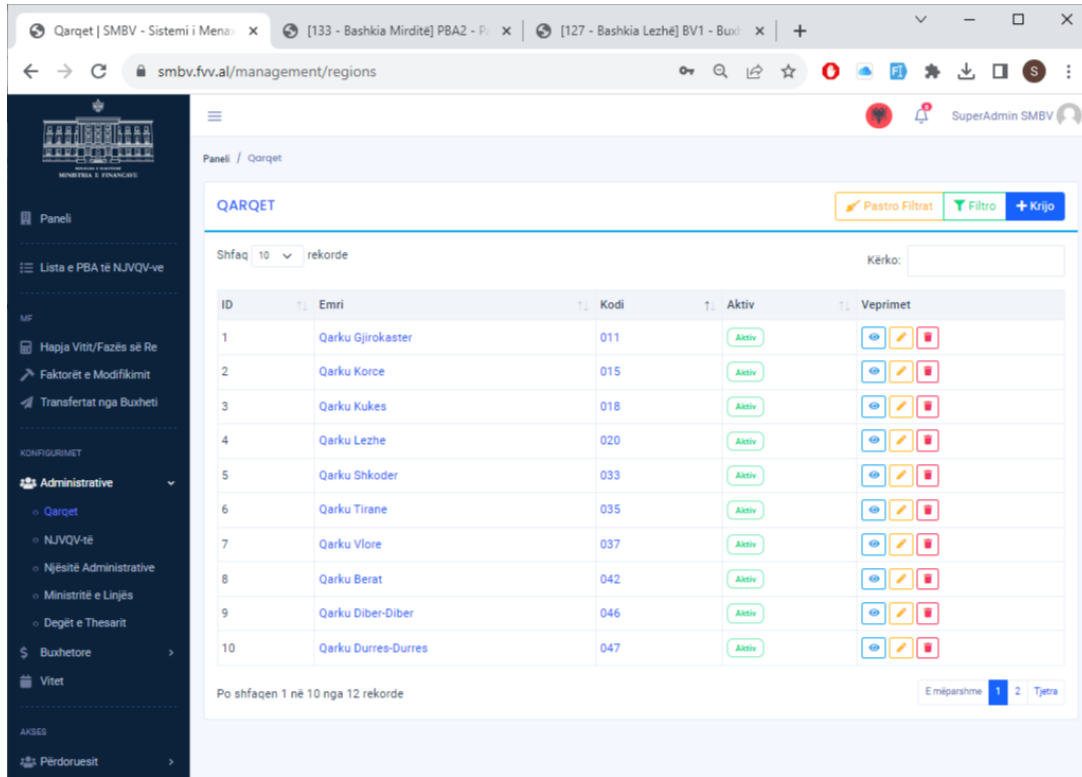 Qarqet | SMBV - Sistemi i Mena
[133 - Bashkia Mirditë] PBA2 - P
[127 - Bashkia Lezhë] BV1 - Bux
smbv.fvv.al/management/regions
S
MINISTRIA E FINANCAVE
SuperAdmin SMBV
Paneli / Qarqet
Paneli
Lista e PBA të NJVQV-ve
MF
Hapja Vitit/Fazës së Re
Faktorët e Modifikimit
Transfertat nga Buxheti
KONFIGURIMET
Administrative
Qarqet
NJVQV-të
Njësitë Administrative
Ministritë e Linjës
Degët e Thesarit
Buxhetore
Vitet
AKSES
Përdoruesit
QARQET
Pastro Filtrat Filtro + Krijo
Shfaq 10 rekorde
Kërko:
ID Emri Kodi Aktiv Veprimet
1 Qarku Gjirokaster 011 Aktiv
2 Qarku Korce 015 Aktiv
3 Qarku Kukes 018 Aktiv
4 Qarku Lezhe 020 Aktiv
5 Qarku Shkoder 033 Aktiv
6 Qarku Tirane 035 Aktiv
7 Qarku Vlore 037 Aktiv
8 Qarku Berat 042 Aktiv
9 Qarku Diber-Diber 046 Aktiv
10 Qarku Durres-Durres 047 Aktiv
Po shfaqen 1 në 10 nga 12 rekorde
E mëparshme 1 2 Tjetra